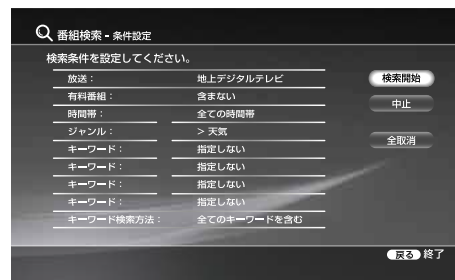 番組検索 - 条件設定
検索条件を設定してください。
放送： 地上デジタルテレビ
有料番組： 含まない
時間帯： 全ての時間帯
ジャンル： > 天気
キーワード： 指定しない
キーワード： 指定しない
キーワード： 指定しない
キーワード： 指定しない
キーワード検索方法： 全てのキーワードを含む
検索開始
中止
全取消
戻る 終了